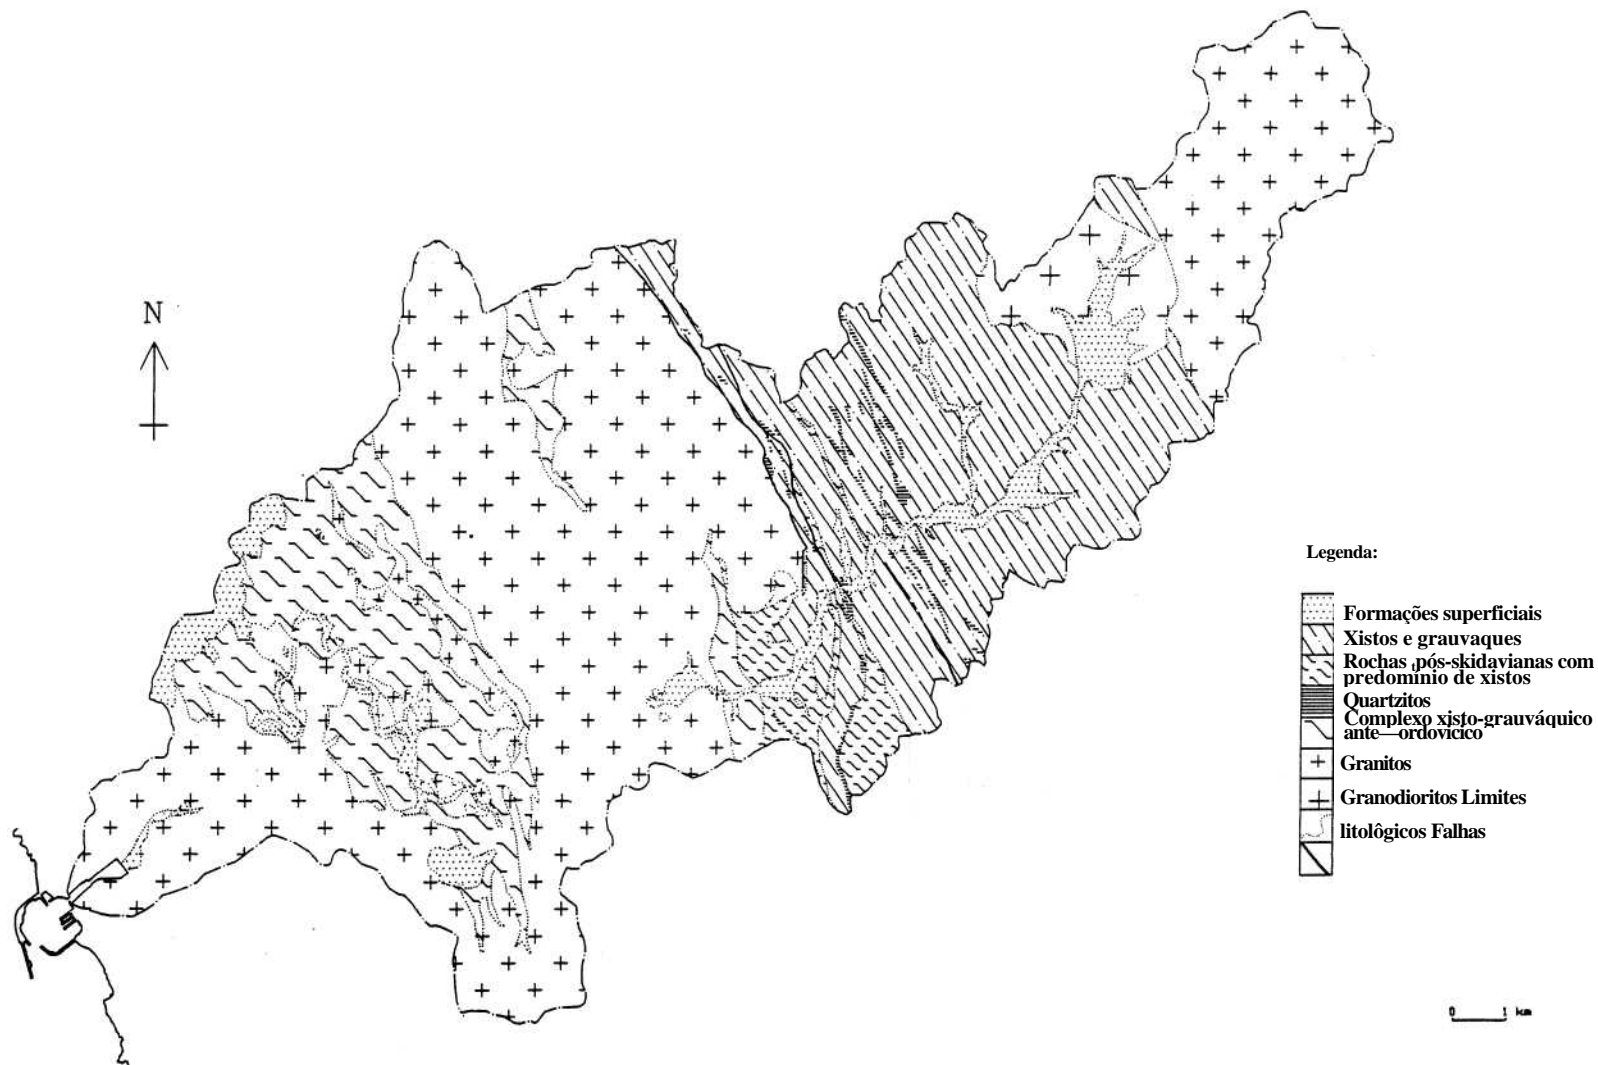 N
Legenda:
Formações superficiais
Xistos e grauvaques
Rochas pós-skidavianas com
predomínio de xistos
Quartzitos
Complexo xisto-grauváquico
ante—ordovícico
Granitos
Granodioritos Limites
litolôgicos Falhas
0 1 km